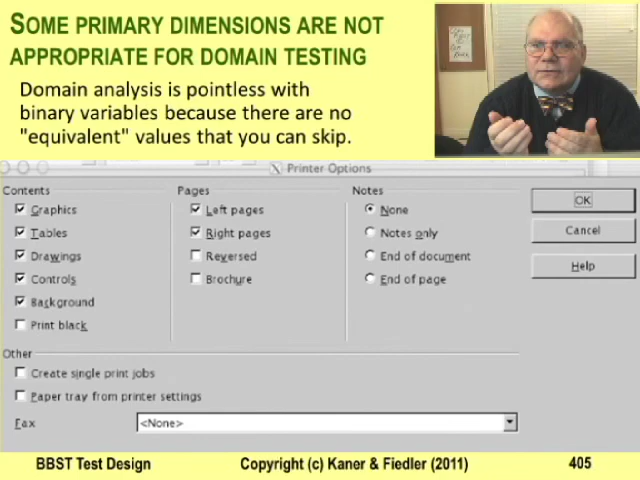 SOME PRIMARY DIMENSIONS ARE NOT
APPROPRIATE FOR DOMAIN TESTING
Domain analysis is pointless with
binary variables because there are no
"equivalent" values that you can skip.
Printer Options
Contents
Graphics
Tables
Drawings
Controls
Background
Print black
Pages
Left pages
Right pages
Reversed
Brochure
Notes
None
Notes only
End of document
End of page
OK
Cancel
Help
Other
Create single print jobs
Paper tray from printer settings
Fax
<None>
BBST Test Design
Copyright (c) Kaner & Fiedler (2011)
405